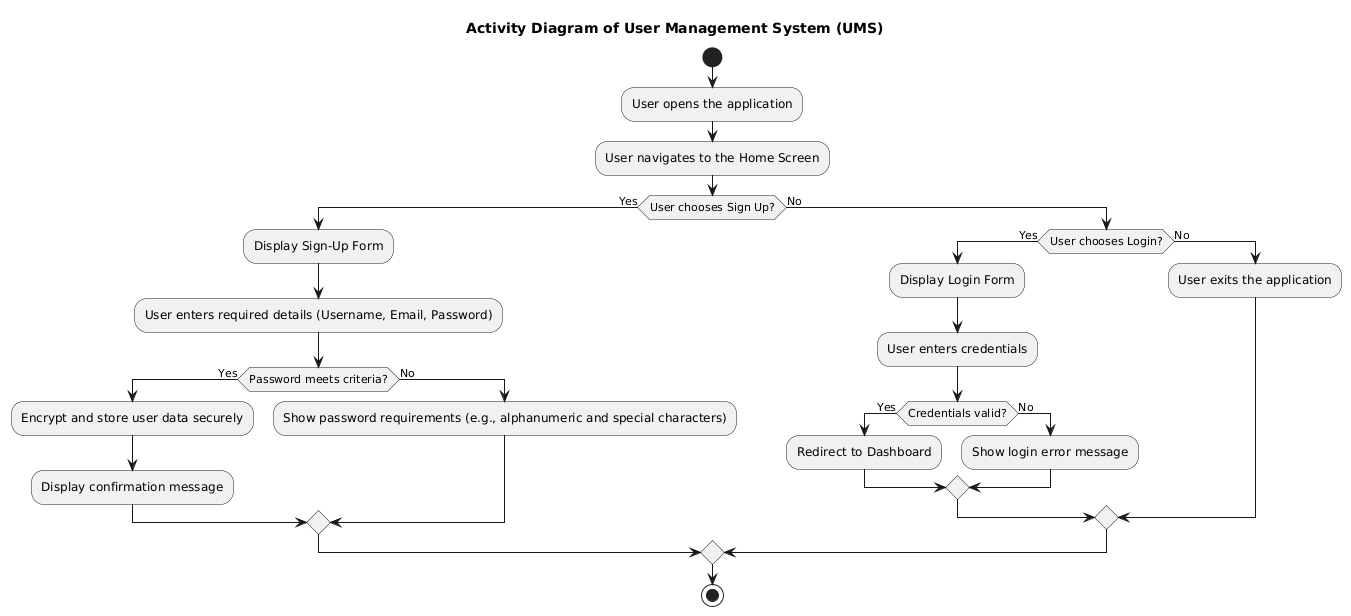 Activity Diagram of User Management System (UMS)
User opens the application
User navigates to the Home Screen
Yes
User chooses Sign Up?
No
Display Sign-Up Form
User enters required details (Username, Email, Password)
Yes
Password meets criteria?
No
Encrypt and store user data securely
Display confirmation message
Show password requirements (e.g., alphanumeric and special characters)
Yes
User chooses Login?
No
Display Login Form
User enters credentials
Yes
Credentials valid?
No
Redirect to Dashboard
Show login error message
User exits the application